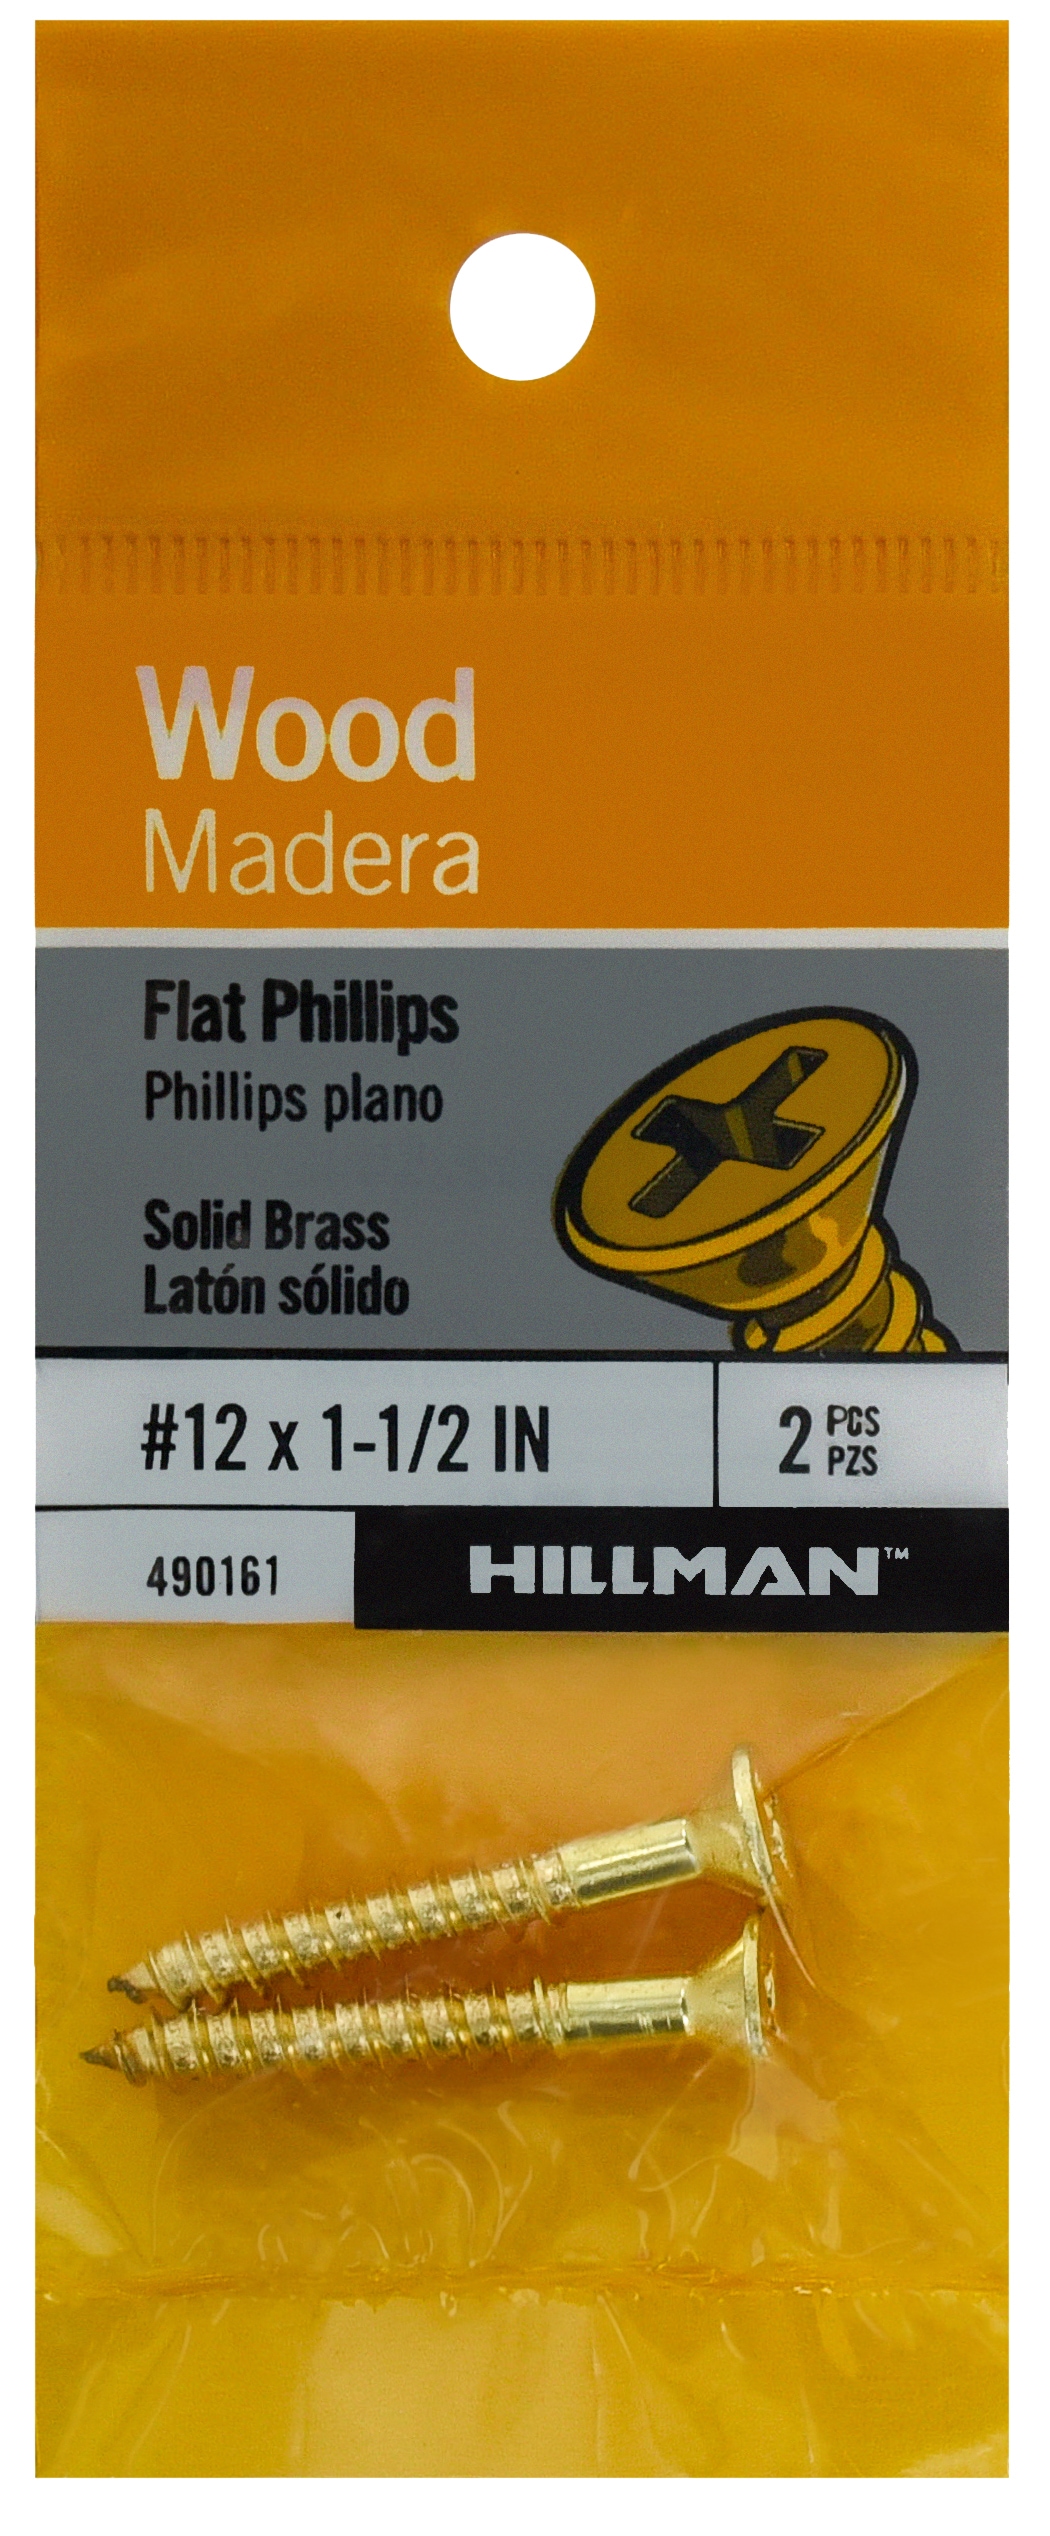 Wood
Madera
Flat Phillips
Phillips plano
Solid Brass
Latón sólido
#12 x 1-1/2 IN
2 PCS
PZS
490161
HILLMAN™